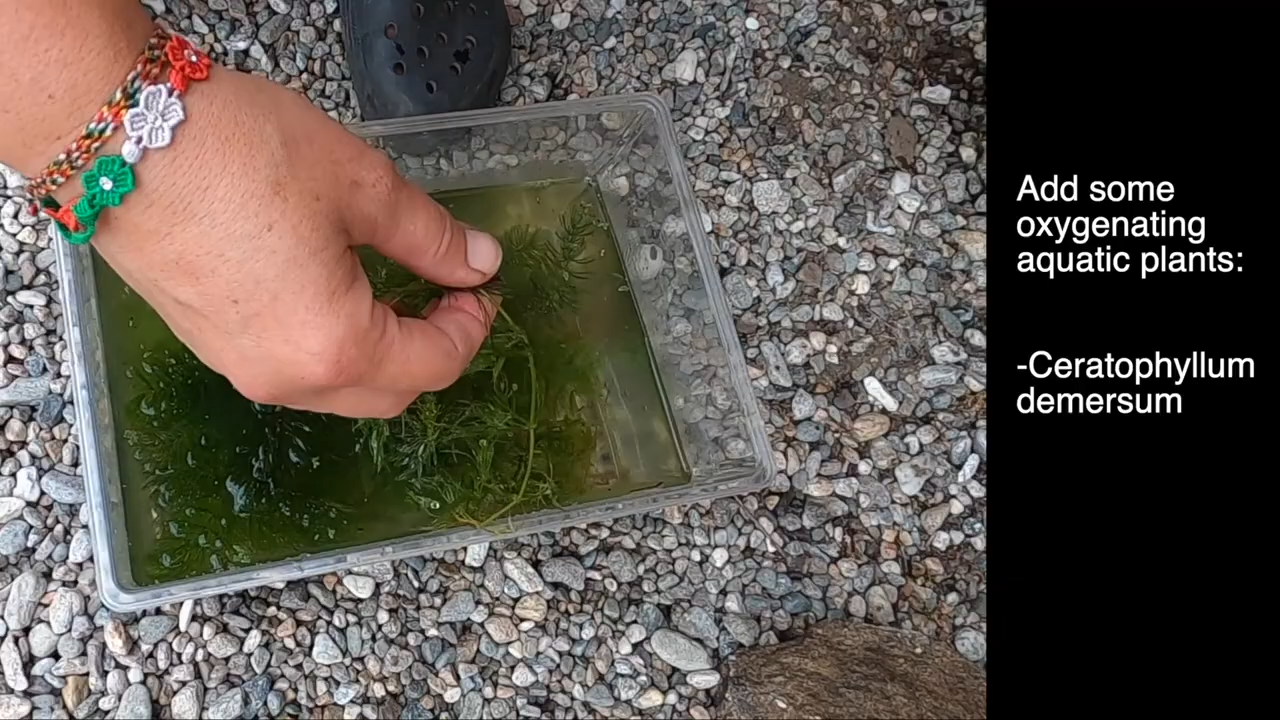 Add some
oxygenating
aquatic plants:
-Ceratophyllum
demersum